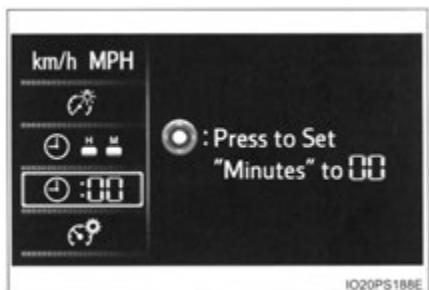 km/h MPH
H M
:00
: Press to Set
"Minutes" to 00
IO20PS188E